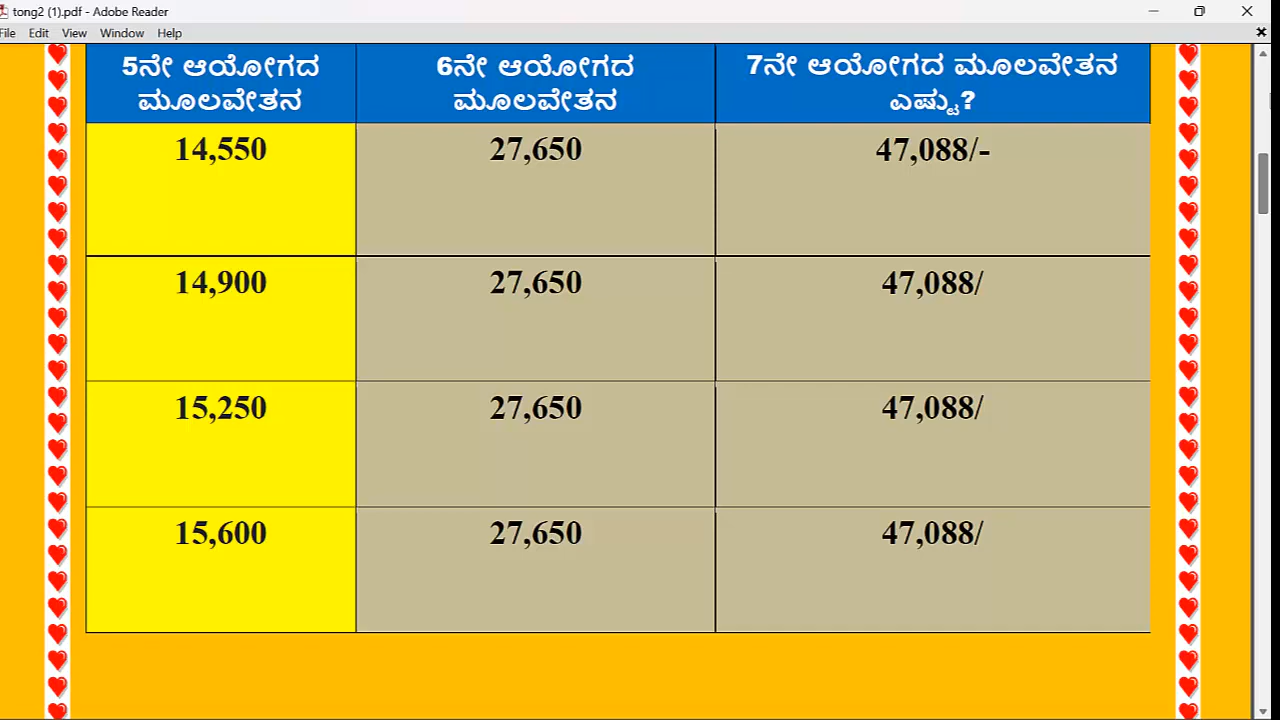 tong2 (1).pdf - Adobe Reader
File Edit View Window Help
5ನೇ ಆಯೋಗದ ಮೂಲವೇತನ
6ನೇ ಆಯೋಗದ ಮೂಲವೇತನ
7ನೇ ಆಯೋಗದ ಮೂಲವೇತನ ಎಷ್ಟು?
14,550 27,650 47,088/-
14,900 27,650 47,088/
15,250 27,650 47,088/
15,600 27,650 47,088/